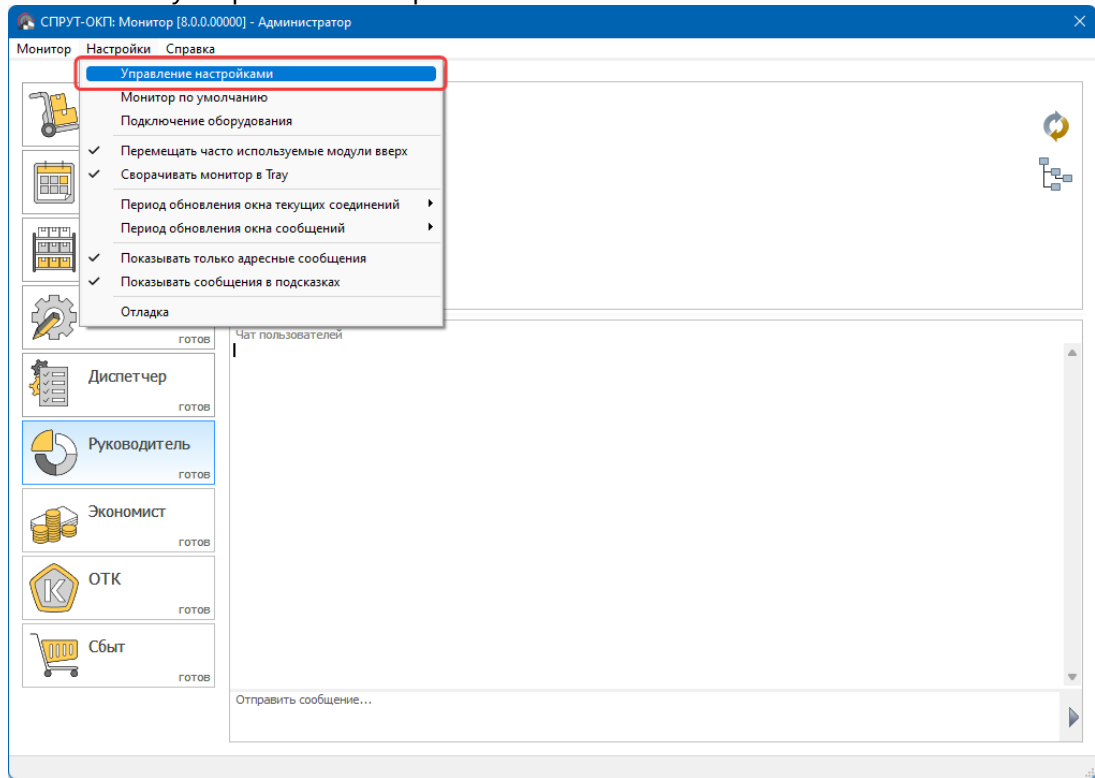 СПРУТ-ОКП: Монитор [8.0.0.00000] - Администратор
Монитор Настройки Справка
Управление настройками
Монитор по умолчанию
Подключение оборудования
Перемещать часто используемые модули вверх
Сворачивать монитор в Tray
Период обновления окна текущих соединений
Период обновления окна сообщений
Показывать только адресные сообщения
Показывать сообщения в подсказках
Отладка
готов
Диспетчер
готов
Руководитель
готов
Экономист
готов
ОТК
готов
Сбыт
готов
Чат пользователей
Отправить сообщение...